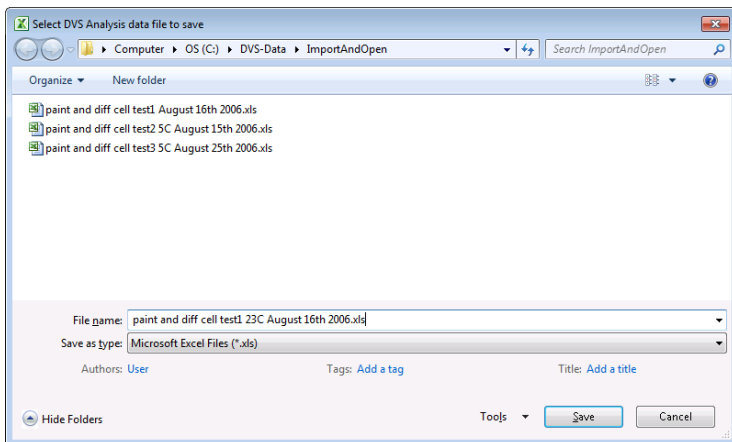 Select DVS Analysis data file to save
Computer OS (C:) DVS-Data ImportAndOpen Search ImportAndOpen
Organize New folder
paint and diff cell test1 August 16th 2006.xls
paint and diff cell test2 5C August 15th 2006.xls
paint and diff cell test3 5C August 25th 2006.xls
File name: paint and diff cell test1 23C August 16th 2006.xls
Save as type: Microsoft Excel Files (*.xls)
Authors: User Tags: Add a tag Title: Add a title
Hide Folders Tools Save Cancel